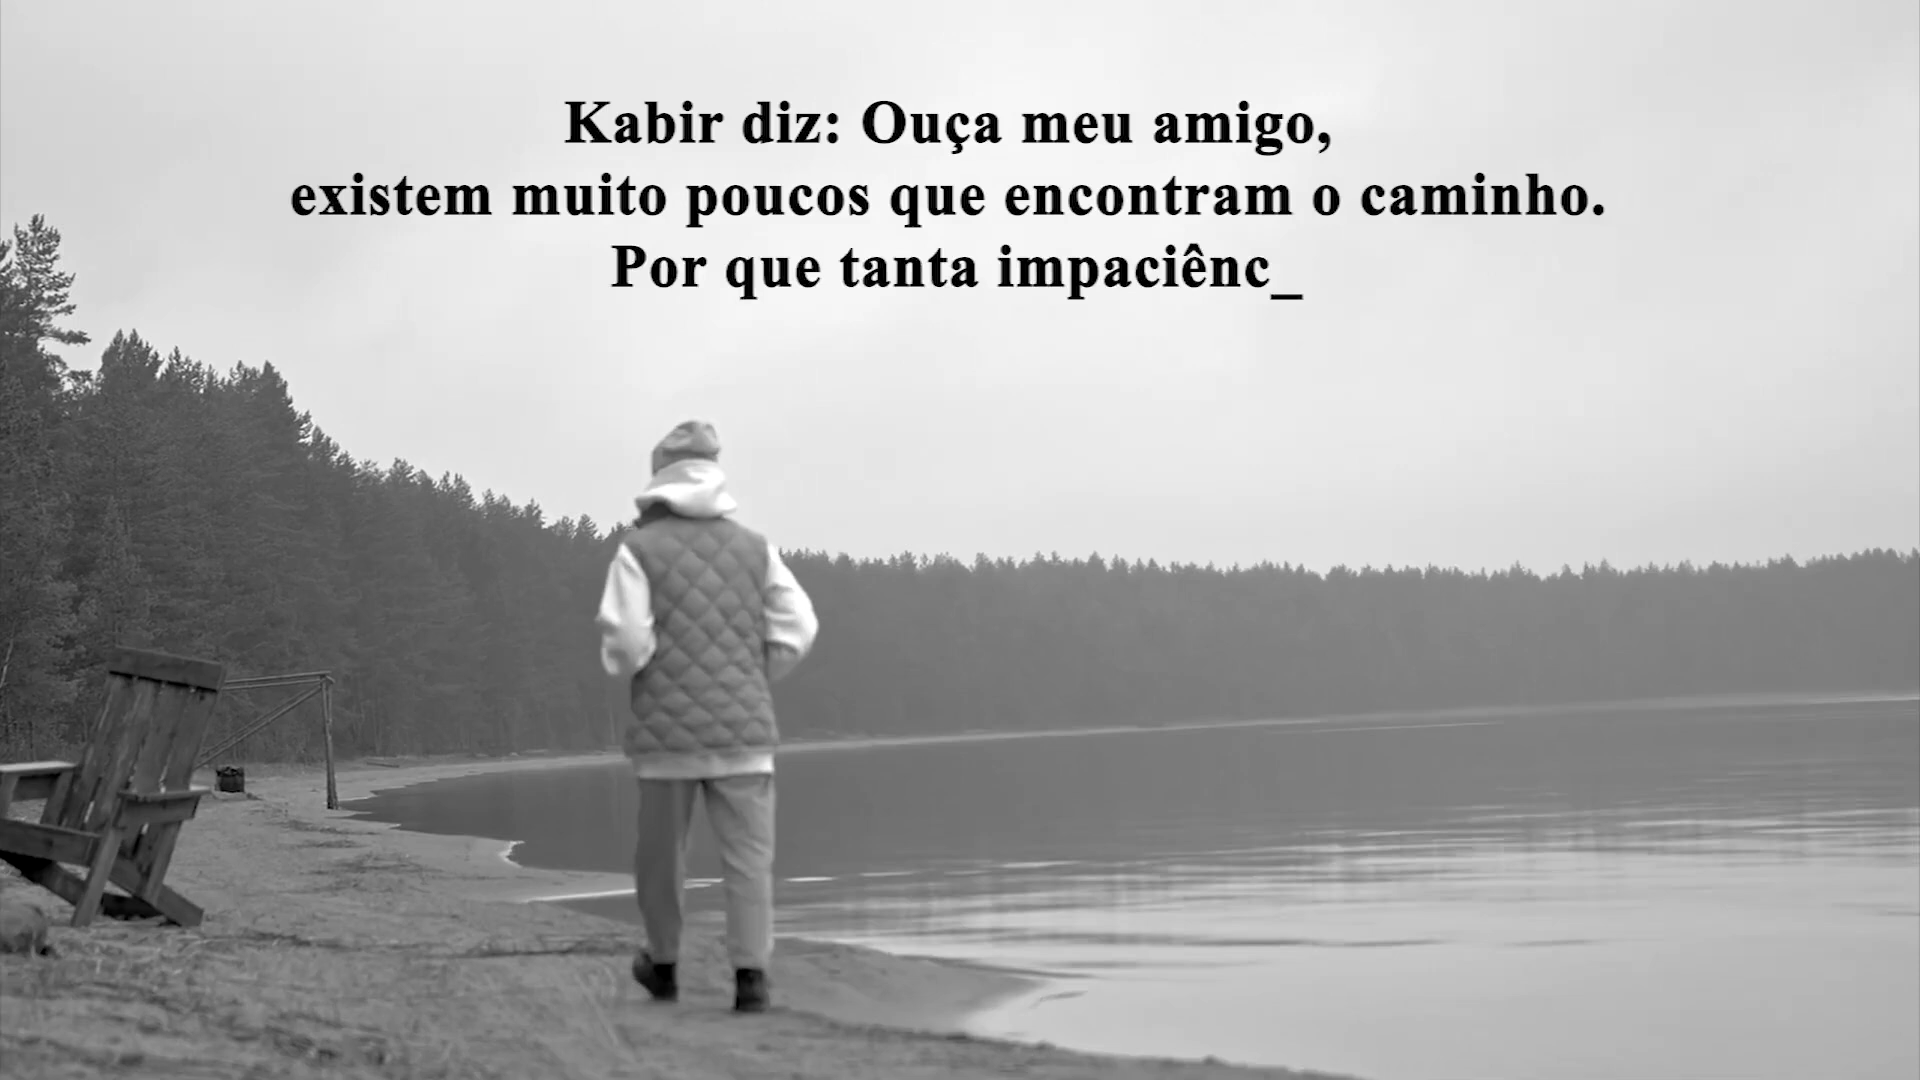 Kabir diz: Ouça meu amigo,
existem muito poucos que encontram o caminho.
Por que tanta impaciênc_